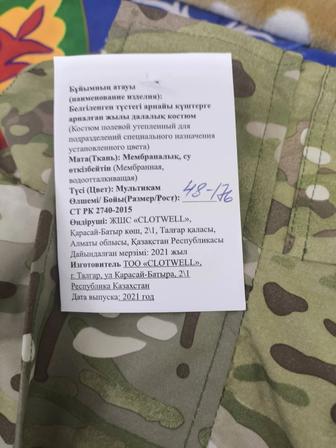 Бұйымның атауы
(наименование изделия):
Белгіленген түстегі арнайы күштерге
арналған жылы далалық костюм
(Костюм полевой утепленный для
подразделений специального назначения
установленного цвета)
Мата(Ткань): Мембраналық, су
өткізбейтін (Мембранная,
водоотталкивающая)
Түсі (Цвет): Мультикам
Өлшемі/ Бойы(Размер/Рост): 48-176
СТ РК 2740-2015
Өндіруші: ЖШС «CLOTWELL»,
Қарасай-Батыр көш, 2\1, Талғар қаласы,
Алматы облысы, Қазақстан Республикасы
Дайындалған мерзімі: 2021 жыл
Изготовитель ТОО «CLOTWELL»,
г. Талгар, ул Карасай-Батыра, 2\1
Республика Казахстан
Дата выпуска: 2021 год